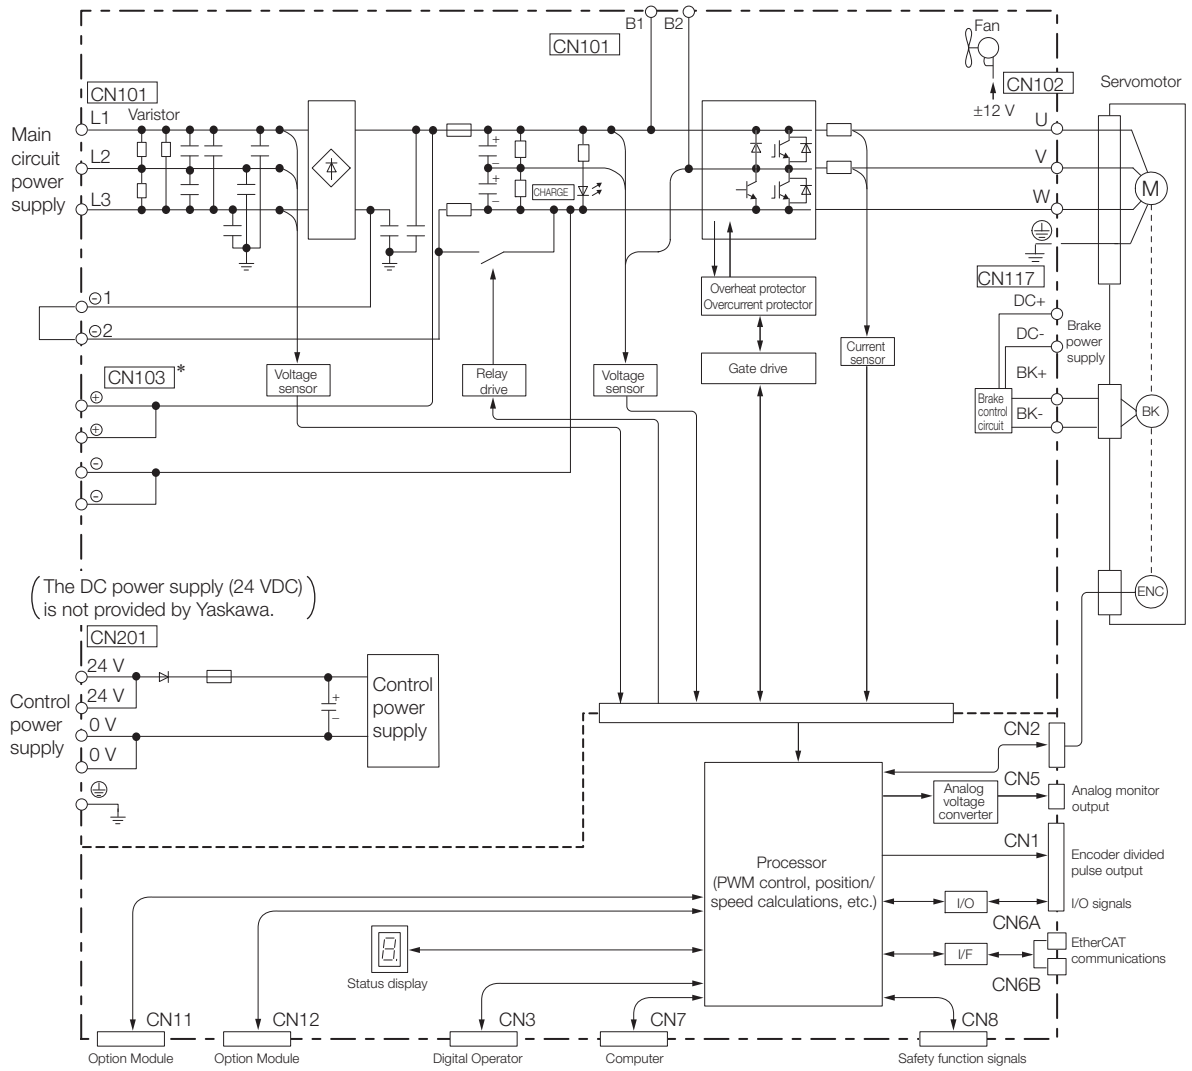 B1
B2
CN101
Fan
±12 V
CN102
Servomotor
CN101
L1
Varistor
Main
circuit
power
supply
L2
L3
+
–
+
–
CHARGE
U
V
W
M
CN117
DC+
DC-
Brake
power
supply
BK+
BK-
Brake
control
circuit
BK
ENC
⊖1
⊖2
Overheat protector
Overcurrent protector
Gate drive
Current
sensor
Voltage
sensor
Relay
drive
Voltage
sensor
CN103*
⊕
⊕
⊖
⊖
(The DC power supply (24 VDC)
is not provided by Yaskawa.)
CN201
24 V
24 V
0 V
0 V
Control
power
supply
+
–
Control
power
supply
CN2
CN5
Analog
voltage
converter
Analog monitor
output
CN1
Encoder divided
pulse output
Processor
(PWM control, position/
speed calculations, etc.)
I/O
I/O signals
CN6A
I/F
EtherCAT
communications
CN6B
8.
Status display
CN11
CN12
CN3
CN7
CN8
Option Module
Option Module
Digital Operator
Computer
Safety function signals